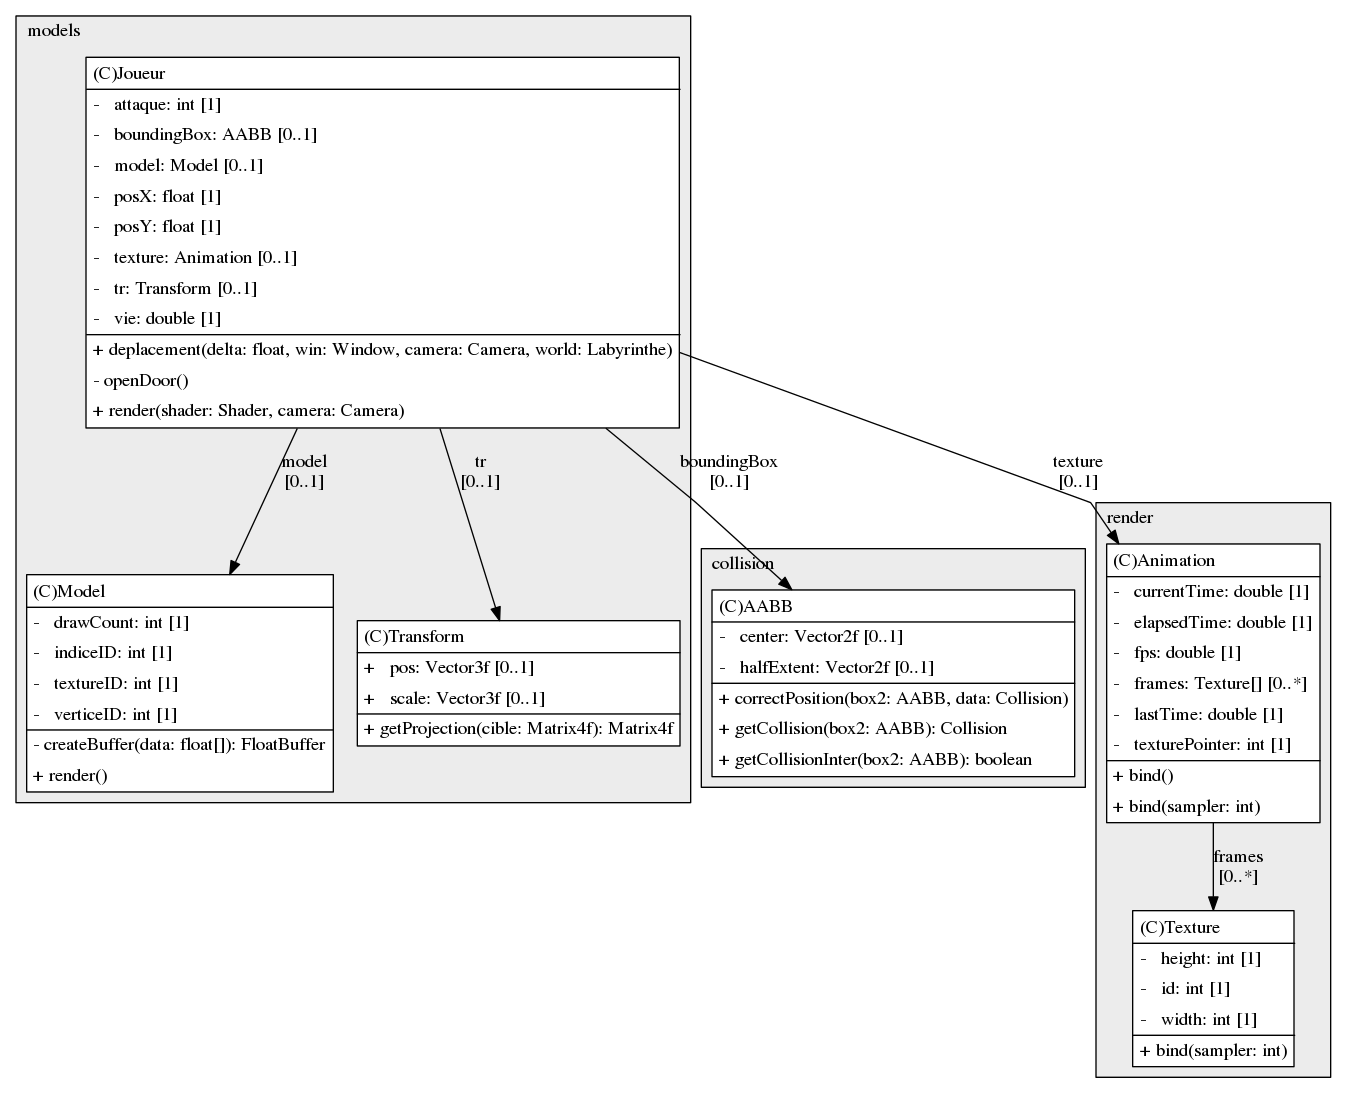 models
(C)Joueur
- attaque: int [1]
- boundingBox: AABB [0..1]
- model: Model [0..1]
- posX: float [1]
- posY: float [1]
- texture: Animation [0..1]
- tr: Transform [0..1]
- vie: double [1]
+ deplacement(delta: float, win: Window, camera: Camera, world: Labyrinthe)
- openDoor()
+ render(shader: Shader, camera: Camera)
model
[0..1]
tr
[0..1]
boundingBox
[0..1]
texture
[0..1]
(C)Model
- drawCount: int [1]
- indiceID: int [1]
- textureID: int [1]
- verticeID: int [1]
- createBuffer(data: float[]): FloatBuffer
+ render()
(C)Transform
+ pos: Vector3f [0..1]
+ scale: Vector3f [0..1]
+ getProjection(cible: Matrix4f): Matrix4f
collision
(C)AABB
- center: Vector2f [0..1]
- halfExtent: Vector2f [0..1]
+ correctPosition(box2: AABB, data: Collision)
+ getCollision(box2: AABB): Collision
+ getCollisionInter(box2: AABB): boolean
render
(C)Animation
- currentTime: double [1]
- elapsedTime: double [1]
- fps: double [1]
- frames: Texture[] [0..*]
- lastTime: double [1]
- texturePointer: int [1]
+ bind()
+ bind(sampler: int)
frames
[0..*]
(C)Texture
- height: int [1]
- id: int [1]
- width: int [1]
+ bind(sampler: int)